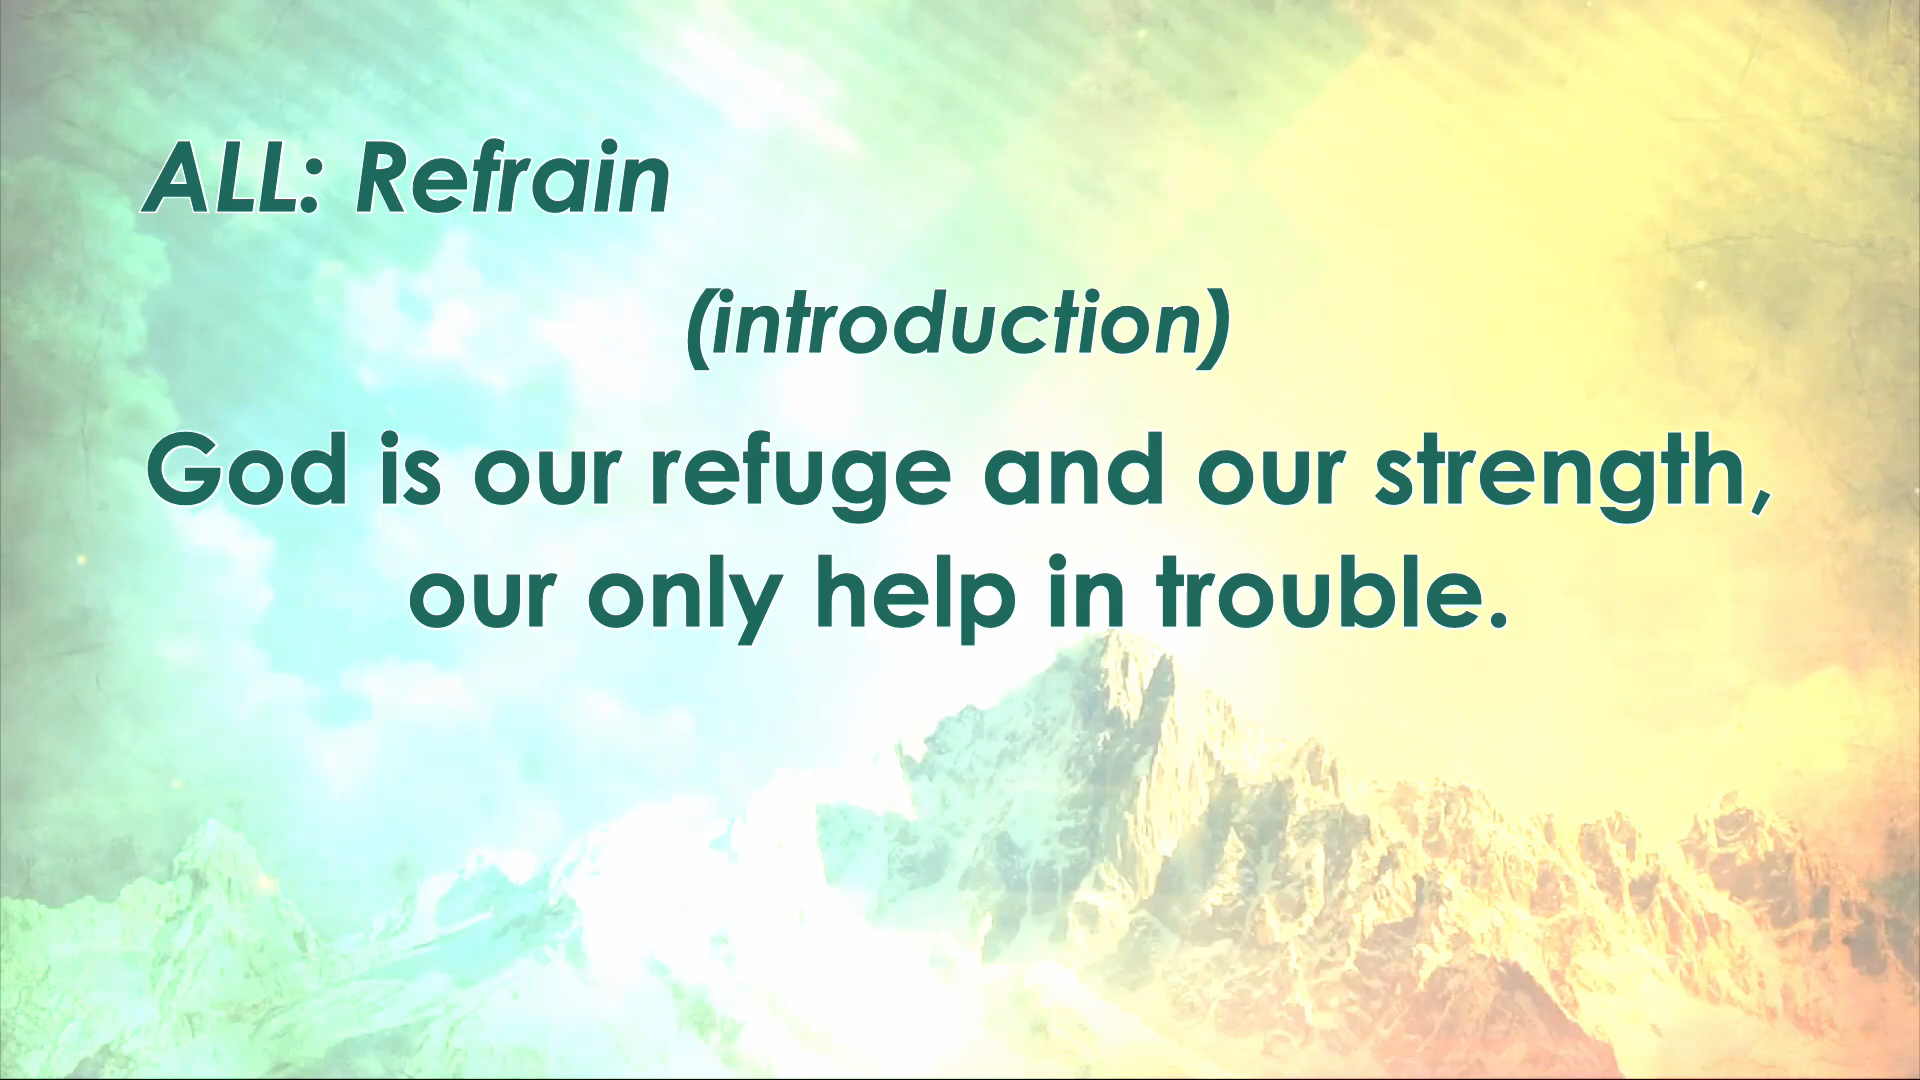 ALL: Refrain
(introduction)
God is our refuge and our strength,
our only help in trouble.